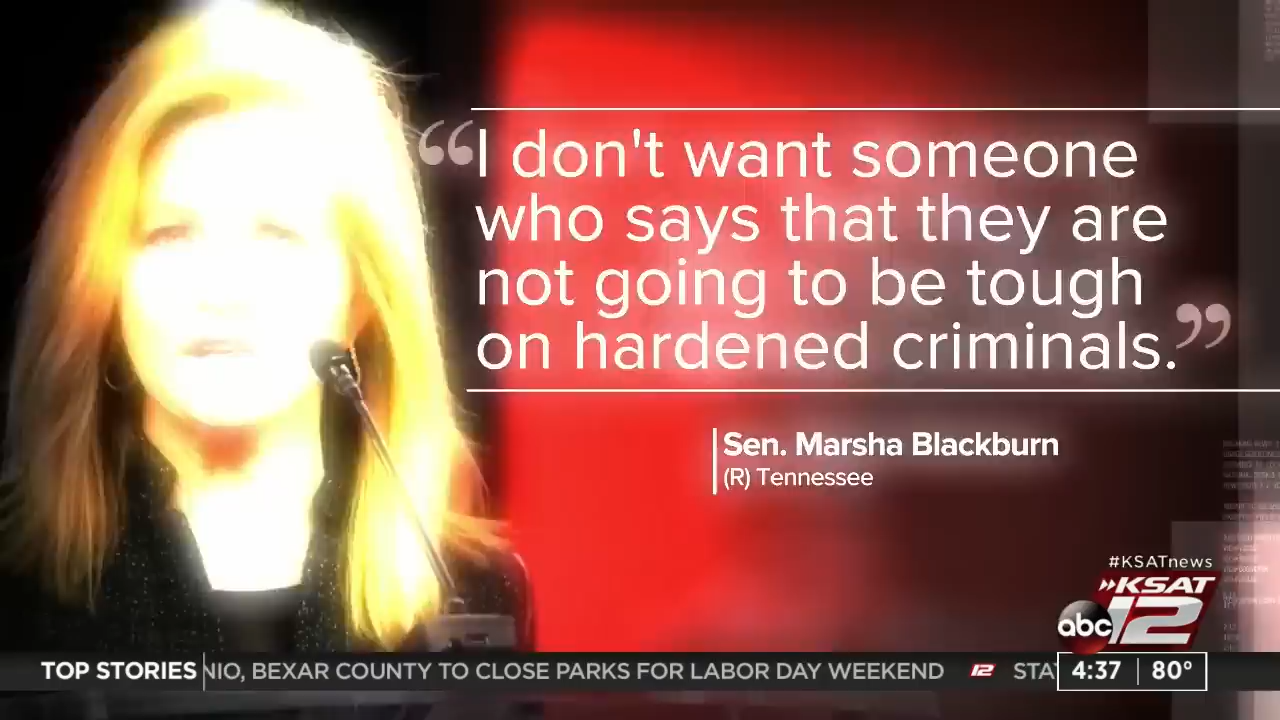 “I don't want someone
who says that they are
not going to be tough
on hardened criminals.”
Sen. Marsha Blackburn
(R) Tennessee
#KSATnews
KSAT
abc 12
TOP STORIES NIO, BEXAR COUNTY TO CLOSE PARKS FOR LABOR DAY WEEKEND 12 STA 4:37 80°